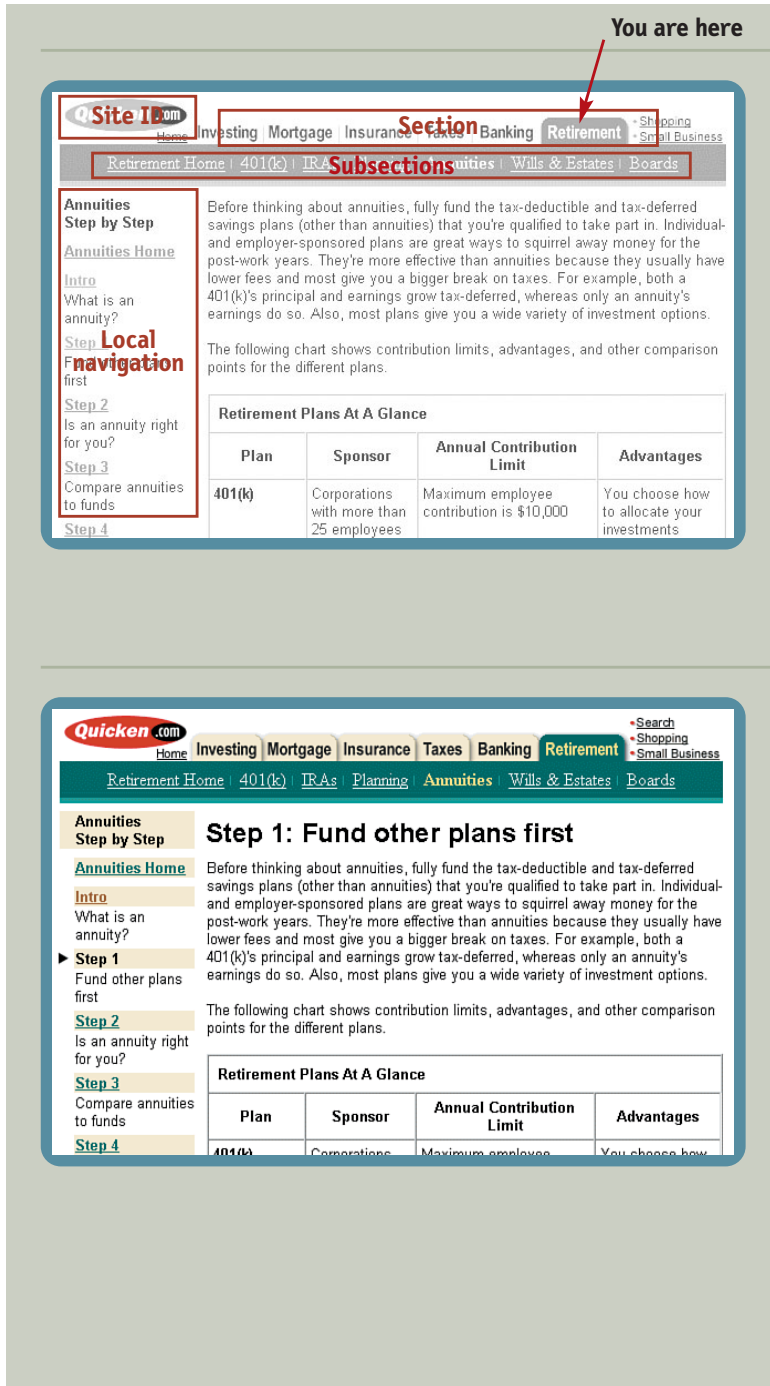 You are here
Quicken.com
Site ID
Home
Investing Mortgage Insurance Taxes Banking Retirement
Section
• Shopping
• Small Business
Retirement Home | 401(k) | IRAs | Annuities | Wills & Estates | Boards
Subsections
Annuities
Step by Step
Annuities Home
Intro
What is an
annuity?
Step
Local
navigation
first
Step 2
Is an annuity right
for you?
Step 3
Compare annuities
to funds
Step 4
Before thinking about annuities, fully fund the tax-deductible and tax-deferred
savings plans (other than annuities) that you're qualified to take part in. Individual-
and employer-sponsored plans are great ways to squirrel away money for the
post-work years. They're more effective than annuities because they usually have
lower fees and most give you a bigger break on taxes. For example, both a
401(k)'s principal and earnings grow tax-deferred, whereas only an annuity's
earnings do so. Also, most plans give you a wide variety of investment options.
The following chart shows contribution limits, advantages, and other comparison
points for the different plans.
Retirement Plans At A Glance
Plan Sponsor Annual Contribution Limit Advantages
401(k)
Corporations
with more than
25 employees
Maximum employee
contribution is $10,000
You choose how
to allocate your
investments
Quicken.com
Home
Investing Mortgage Insurance Taxes Banking Retirement
• Search
• Shopping
• Small Business
Retirement Home | 401(k) | IRAs | Planning | Annuities | Wills & Estates | Boards
Annuities
Step by Step
Annuities Home
Intro
What is an
annuity?
Step 1
Fund other plans
first
Step 2
Is an annuity right
for you?
Step 3
Compare annuities
to funds
Step 4
Step 1: Fund other plans first
Before thinking about annuities, fully fund the tax-deductible and tax-deferred
savings plans (other than annuities) that you're qualified to take part in. Individual-
and employer-sponsored plans are great ways to squirrel away money for the
post-work years. They're more effective than annuities because they usually have
lower fees and most give you a bigger break on taxes. For example, both a
401(k)'s principal and earnings grow tax-deferred, whereas only an annuity's
earnings do so. Also, most plans give you a wide variety of investment options.
The following chart shows contribution limits, advantages, and other comparison
points for the different plans.
Retirement Plans At A Glance
Plan Sponsor Annual Contribution Limit Advantages
401(k) Corporations Maximum employee You choose how